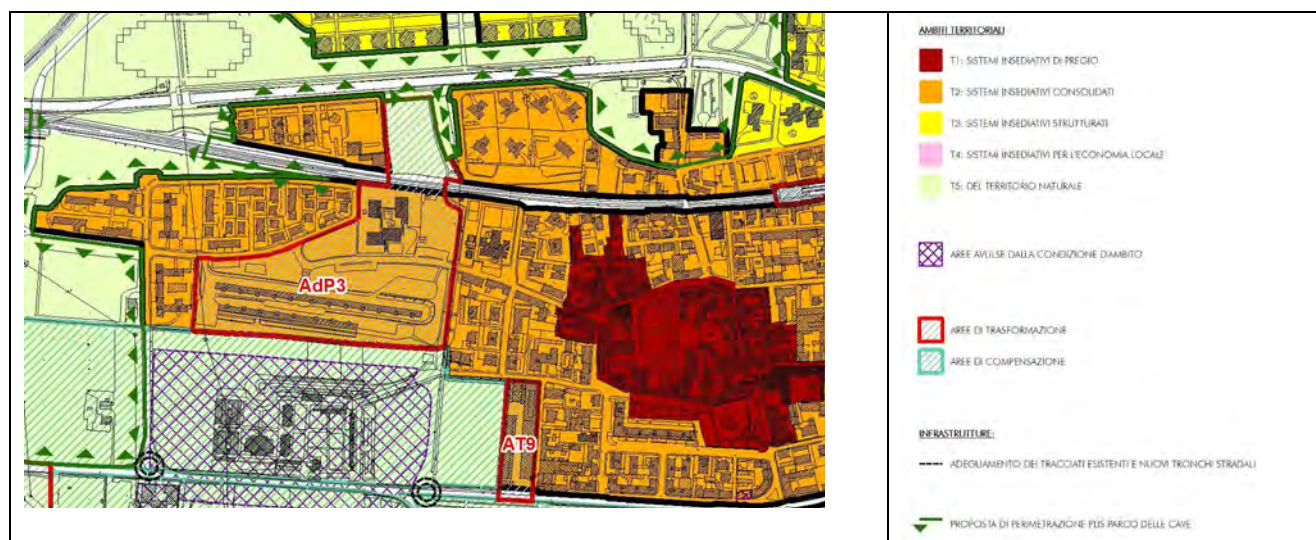 AdP3
AT9
AMBITI TERRITORIALI
T1: SISTEMI INSEDIATIVI DI PREGIO
T2: SISTEMI INSEDIATIVI CONSOLIDATI
T3: SISTEMI INSEDIATIVI STRUTTURATI
T4: SISTEMI INSEDIATIVI PER L'ECONOMIA LOCALE
T5: DEL TERRITORIO NATURALE
AREE AVULSE DALLA CONDIZIONE D'AMBITO
AREE DI TRASFORMAZIONE
AREE DI COMPENSAZIONE
INFRASTRUTTURE:
ADEGUAMENTO DEI TRACCIATI ESISTENTI E NUOVI TRONCHI STRADALI
PROPOSTA DI PERIMETRAZIONE PLIS PARCO DELLE CAVE